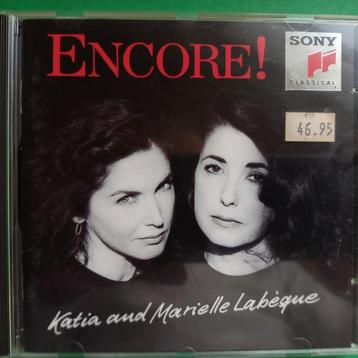 ENCORE!
SONY
CLASSICAL
46.95
Katia and Marielle Labèque